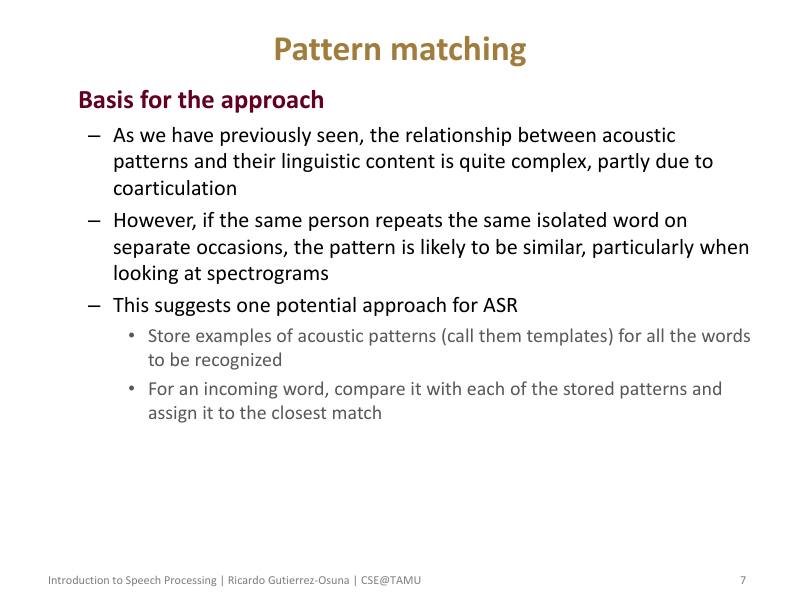 Pattern matching
Basis for the approach
– As we have previously seen, the relationship between acoustic
patterns and their linguistic content is quite complex, partly due to
coarticulation
– However, if the same person repeats the same isolated word on
separate occasions, the pattern is likely to be similar, particularly when
looking at spectrograms
– This suggests one potential approach for ASR
• Store examples of acoustic patterns (call them templates) for all the words
to be recognized
• For an incoming word, compare it with each of the stored patterns and
assign it to the closest match
Introduction to Speech Processing | Ricardo Gutierrez-Osuna | CSE@TAMU 7